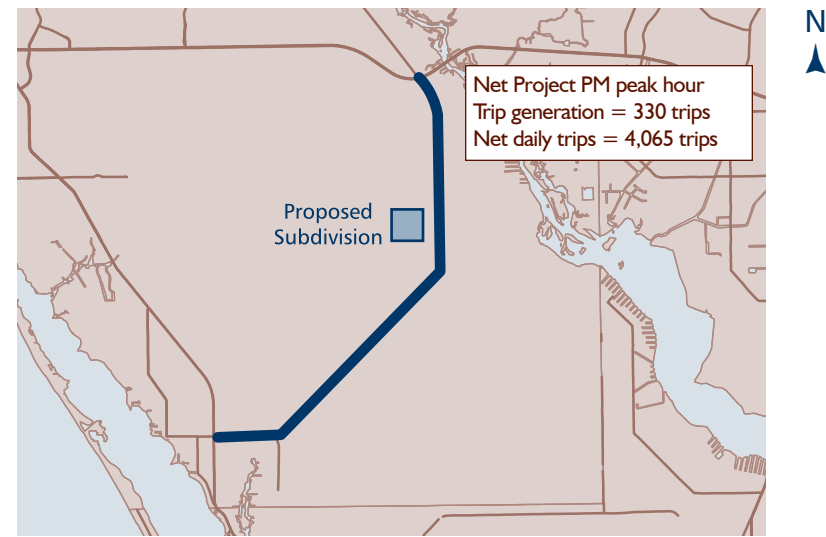 N
Net Project PM peak hour
Trip generation = 330 trips
Net daily trips = 4,065 trips
Proposed
Subdivision